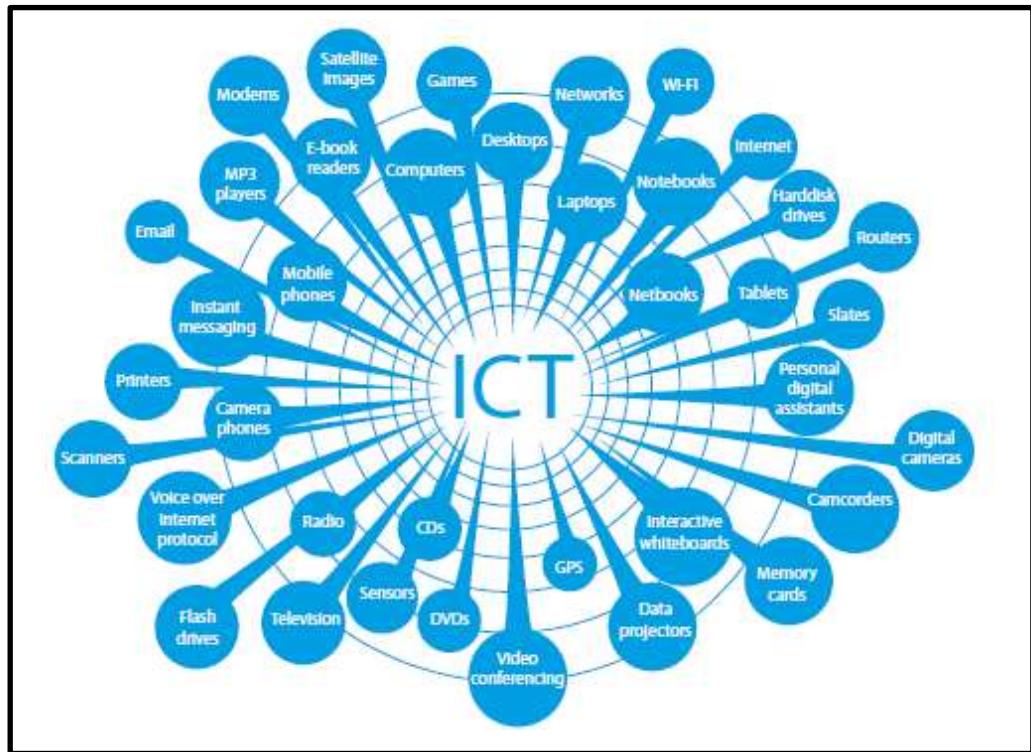 Satellite
images
Games
Networks
WI-FI
Modems
E-book
readers
Computers
Desktops
Laptops
Notebooks
Internet
MP3
players
Harddisk
drives
Email
Mobile
phones
Netbooks
Tablets
Routers
Instant
messaging
Slates
Printers
ICT
Personal
digital
assistants
Camera
phones
Scanners
Digital
cameras
Voice over
Internet
protocol
Radio
CDs
Interactive
whiteboards
Camcorders
GPS
Memory
cards
Flash
drives
Television
Sensors
DVDs
Data
projectors
Video
conferencing